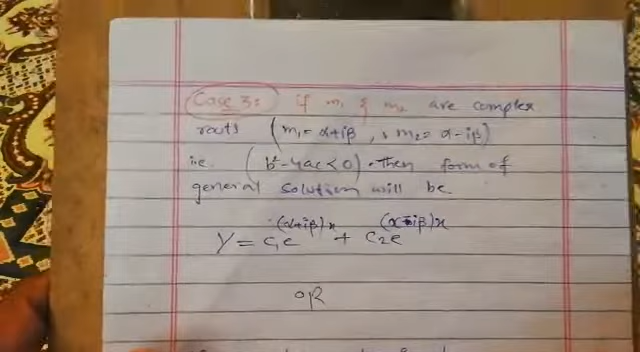 Case 3: if m₁ & m₂ are complex
roots (m₁ = α+iβ, , m₂ = α-iβ)
i.e. (b²-4ac<0). Then form of
general solution will be
y = c₁e^(α+iβ)x + c₂e^(α-iβ)x
OR